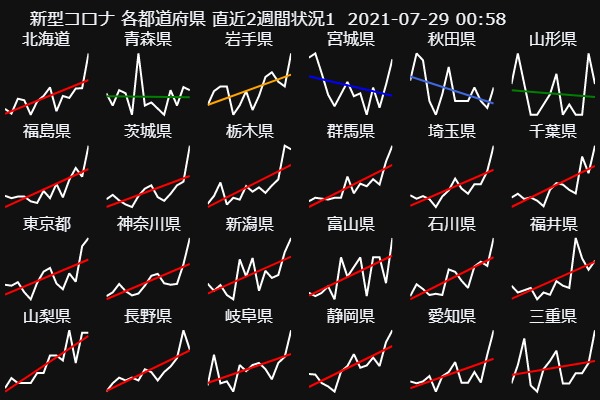 新型コロナ 各都道府県 直近2週間状況1 2021-07-29 00:58
北海道 青森県 岩手県 宮城県 秋田県 山形県
福島県 茨城県 栃木県 群馬県 埼玉県 千葉県
東京都 神奈川県 新潟県 富山県 石川県 福井県
山梨県 長野県 岐阜県 静岡県 愛知県 三重県